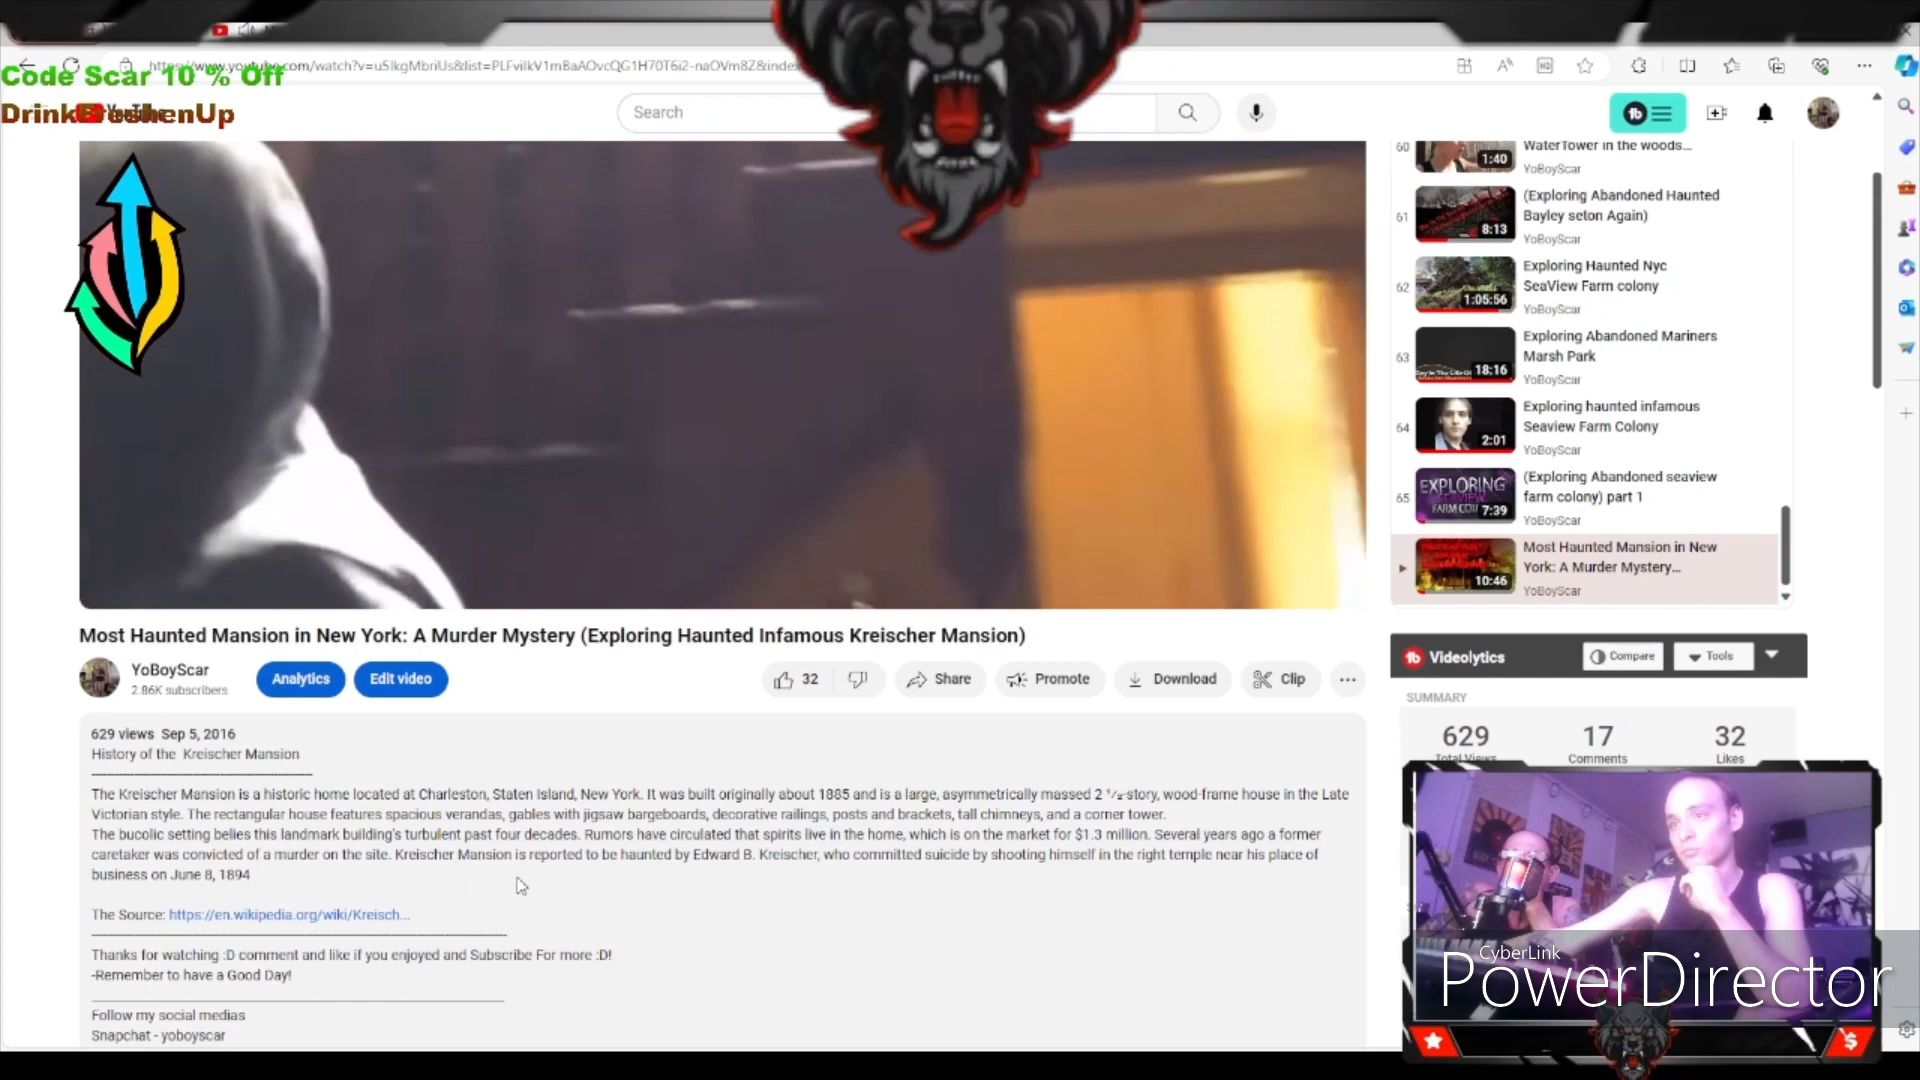 Code Scar 10 % Off
https://www.youtube.com/watch?v=u5IkgMbriUs&list=PLFvilkV1mBaAOvcQG1H70T6i2-naOVm8Z&index
Search
60
WaterTower in the woods...
1:40
YoBoyScar
61
(Exploring Abandoned Haunted
Bayley seton Again)
8:13
YoBoyScar
62
Exploring Haunted Nyc
SeaView Farm colony
1:05:56
YoBoyScar
63
Exploring Abandoned Mariners
Marsh Park
18:16
YoBoyScar
64
Exploring haunted infamous
Seaview Farm Colony
2:01
YoBoyScar
65
(Exploring Abandoned seaview
farm colony) part 1
EXPLORING
7:39
YoBoyScar
Most Haunted Mansion in New
York: A Murder Mystery...
10:46
YoBoyScar
Most Haunted Mansion in New York: A Murder Mystery (Exploring Haunted Infamous Kreischer Mansion)
YoBoyScar
2.86K subscribers
Analytics
Edit video
32
Share
Promote
Download
Clip
Videolytics
Compare
Tools
SUMMARY
629
17
32
Total Views
Comments
Likes
629 views Sep 5, 2016
History of the Kreischer Mansion
The Kreischer Mansion is a historic home located at Charleston, Staten Island, New York. It was built originally about 1885 and is a large, asymmetrically massed 2 ½-story, wood-frame house in the Late
Victorian style. The rectangular house features spacious verandas, gables with jigsaw bargeboards, decorative railings, posts and brackets, tall chimneys, and a corner tower.
The bucolic setting belies this landmark building's turbulent past four decades. Rumors have circulated that spirits live in the home, which is on the market for $1.3 million. Several years ago a former
caretaker was convicted of a murder on the site. Kreischer Mansion is reported to be haunted by Edward B. Kreischer, who committed suicide by shooting himself in the right temple near his place of
business on June 8, 1894
The Source: https://en.wikipedia.org/wiki/Kreisch...
Thanks for watching :D comment and like if you enjoyed and Subscribe For more :D!
-Remember to have a Good Day!
Follow my social medias
Snapchat - yoboyscar
CyberLink
PowerDirector